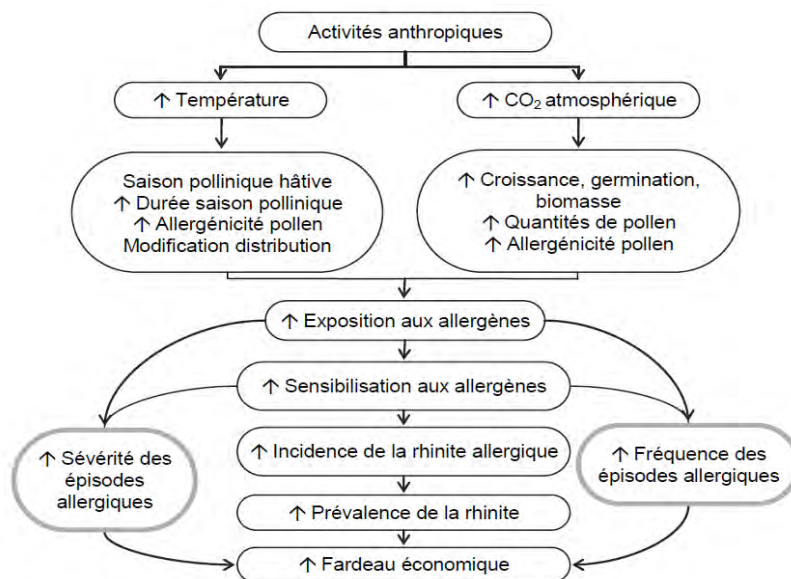 Activités anthropiques
↑ Température
↑ CO₂ atmosphérique
Saison pollinique hâtive
↑ Durée saison pollinique
↑ Allergénicité pollen
Modification distribution
↑ Croissance, germination,
biomasse
↑ Quantités de pollen
↑ Allergénicité pollen
↑ Exposition aux allergènes
↑ Sensibilisation aux allergènes
↑ Sévérité des
épisodes
allergiques
↑ Incidence de la rhinite allergique
↑ Fréquence des
épisodes allergiques
↑ Prévalence de la rhinite
↑ Fardeau économique